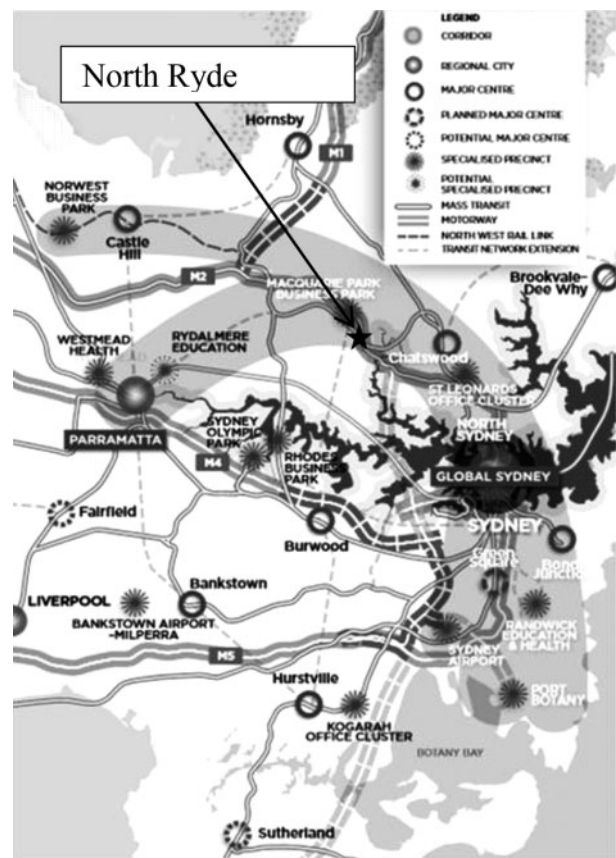 North Ryde
LEGEND
CORRIDOR
REGIONAL CITY
MAJOR CENTRE
PLANNED MAJOR CENTRE
POTENTIAL MAJOR CENTRE
SPECIALISED PRECINCT
POTENTIAL
SPECIALISED PRECINCT
MASS TRANSIT
MOTORWAY
NORTH WEST RAIL LINK
TRANSIT NETWORK EXTENSION
Hornsby
M1
NORWEST
BUSINESS
PARK
Castle
Hill
M2
MACQUARIE PARK
BUSINESS PARK
Brookvale-
Dee Why
WESTMEAD
HEALTH
RYDALMERE
EDUCATION
Chatswood
ST LEONARDS
OFFICE CLUSTER
PARRAMATTA
SYDNEY
OLYMPIC
PARK
M4
RHODES
BUSINESS
PARK
NORTH
SYDNEY
GLOBAL SYDNEY
SYDNEY
Fairfield
Burwood
Green
Square
Bondi
Junction
LIVERPOOL
Bankstown
BANKSTOWN AIRPORT
-MILPERRA
RANDWICK
EDUCATION
& HEALTH
SYDNEY
AIRPORT
M5
Hurstville
PORT
BOTANY
KOGARAH
OFFICE CLUSTER
BOTANY BAY
Sutherland